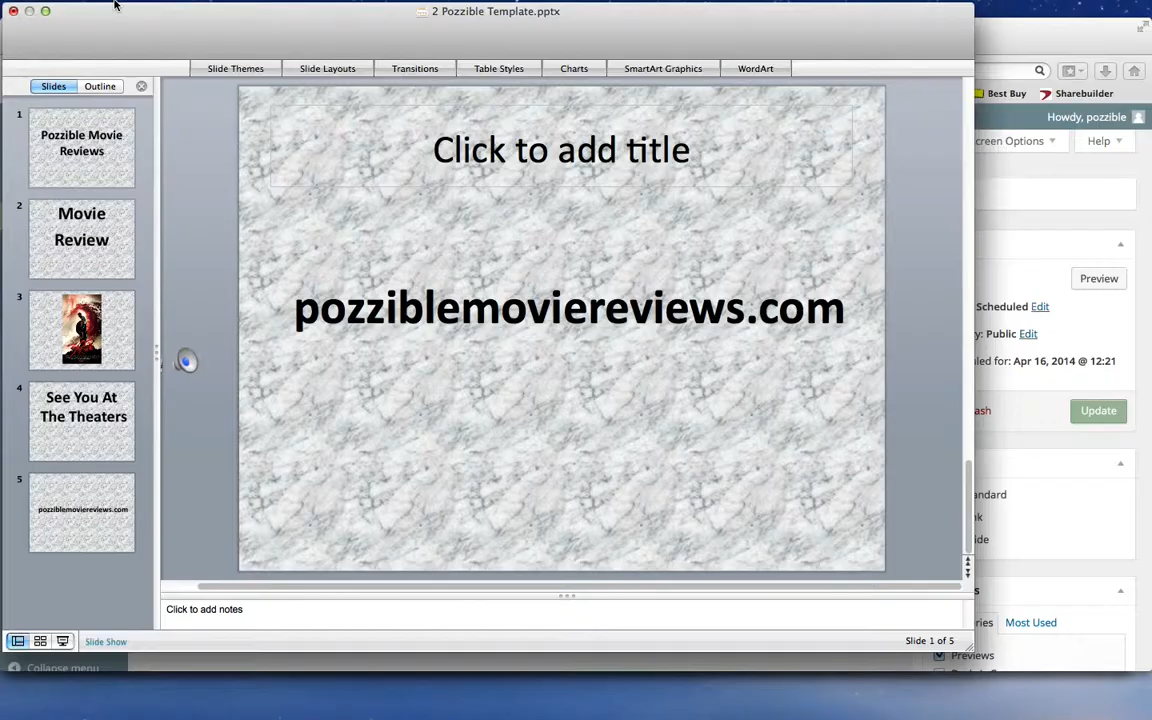 2 Pozzible Template.pptx
Slide Themes
Slide Layouts
Transitions
Table Styles
Charts
SmartArt Graphics
WordArt
Slides
Outline
1
Pozzible Movie
Reviews
2
Movie
Review
3
4
See You At
The Theaters
5
pozziblemoviereviews.com
Click to add title
pozziblemoviereviews.com
Click to add notes
Slide Show
Slide 1 of 5
Collapse menu
Best Buy
Sharebuilder
Howdy, pozzible
creen Options
Help
Preview
Scheduled Edit
y: Public Edit
uled for: Apr 16, 2014 @ 12:21
ash
Update
andard
nk
ide
s
ries
Most Used
Previews